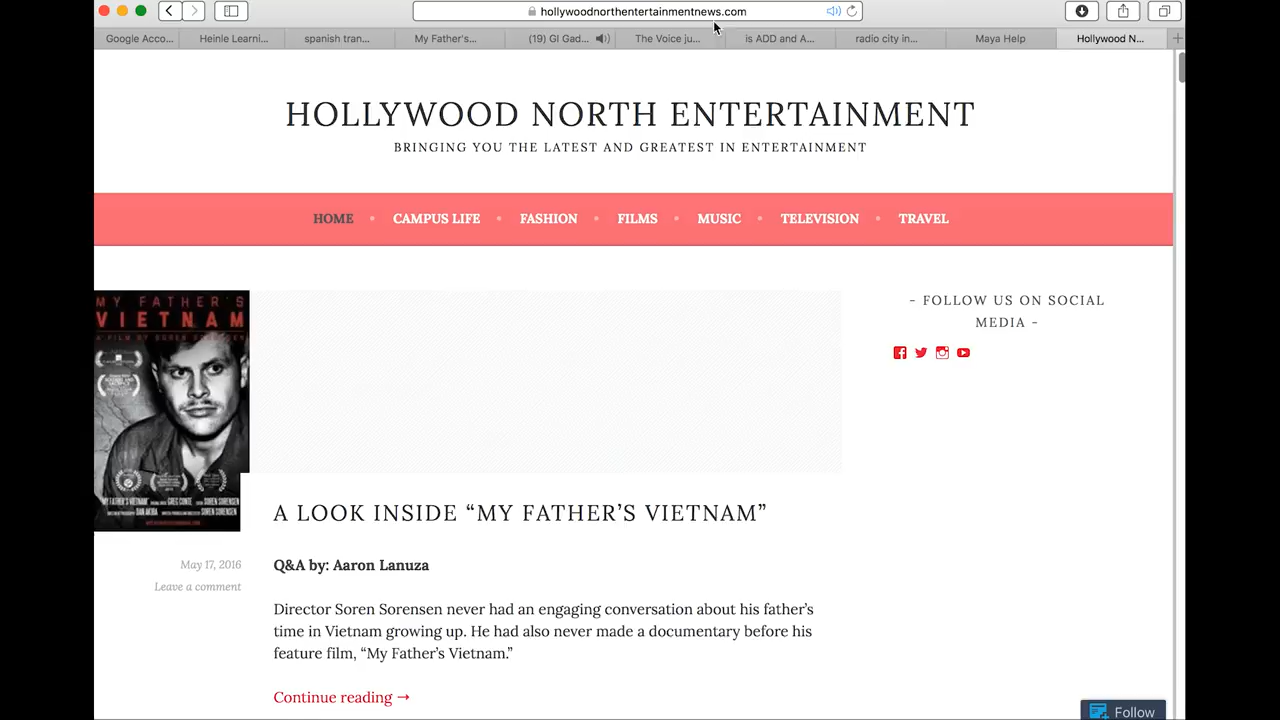 hollywoodnorthentertainmentnews.com
Google Acco...
Heinle Learni...
spanish tran...
My Father's...
(19) GI Gad...
The Voice ju...
is ADD and A...
radio city in...
Maya Help
Hollywood N...
HOLLYWOOD NORTH ENTERTAINMENT
BRINGING YOU THE LATEST AND GREATEST IN ENTERTAINMENT
HOME
CAMPUS LIFE
FASHION
FILMS
MUSIC
TELEVISION
TRAVEL
MY FATHER'S
VIETNAM
A FILM BY SOREN SORENSEN
- FOLLOW US ON SOCIAL
MEDIA -
A LOOK INSIDE “MY FATHER’S VIETNAM”
May 17, 2016
Leave a comment
Q&A by: Aaron Lanuza
Director Soren Sorensen never had an engaging conversation about his father’s
time in Vietnam growing up. He had also never made a documentary before his
feature film, “My Father’s Vietnam.”
Continue reading →
Follow